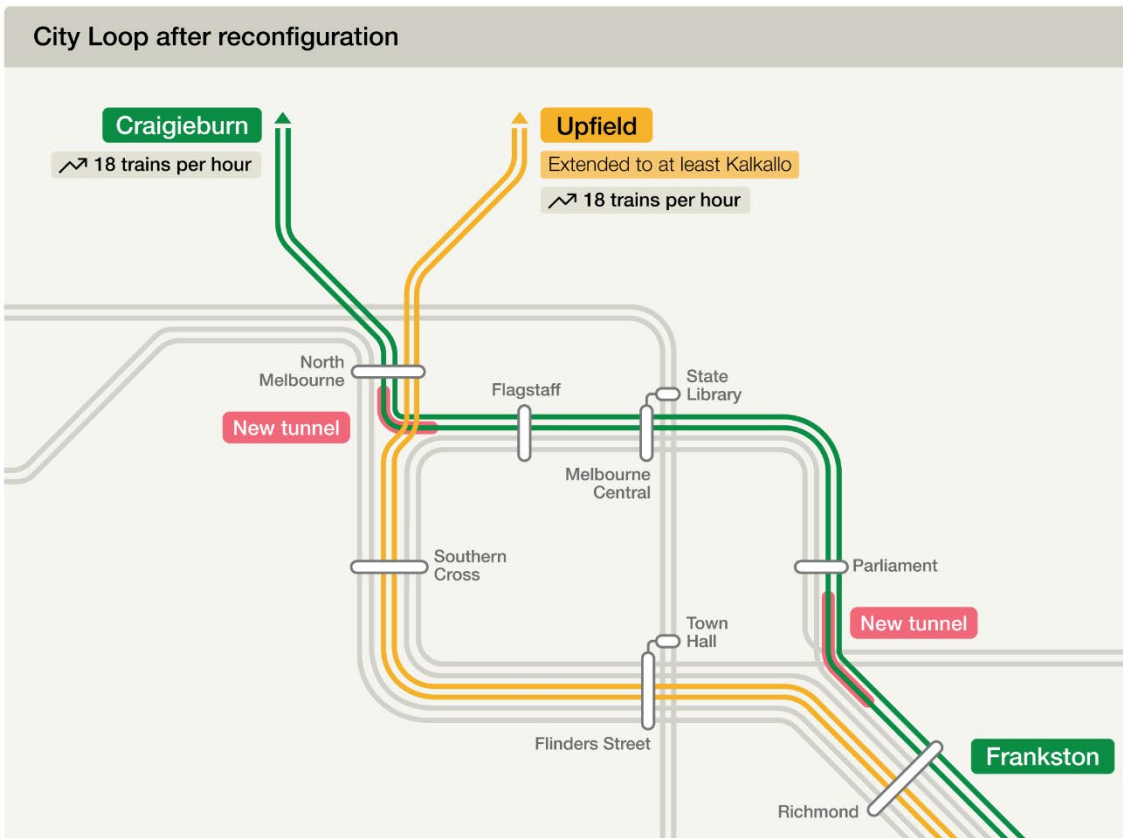 City Loop after reconfiguration
Craigieburn
18 trains per hour
Upfield
Extended to at least Kalkallo
18 trains per hour
North
Melbourne
New tunnel
Flagstaff
State
Library
Melbourne
Central
Southern
Cross
Parliament
New tunnel
Town
Hall
Flinders Street
Frankston
Richmond